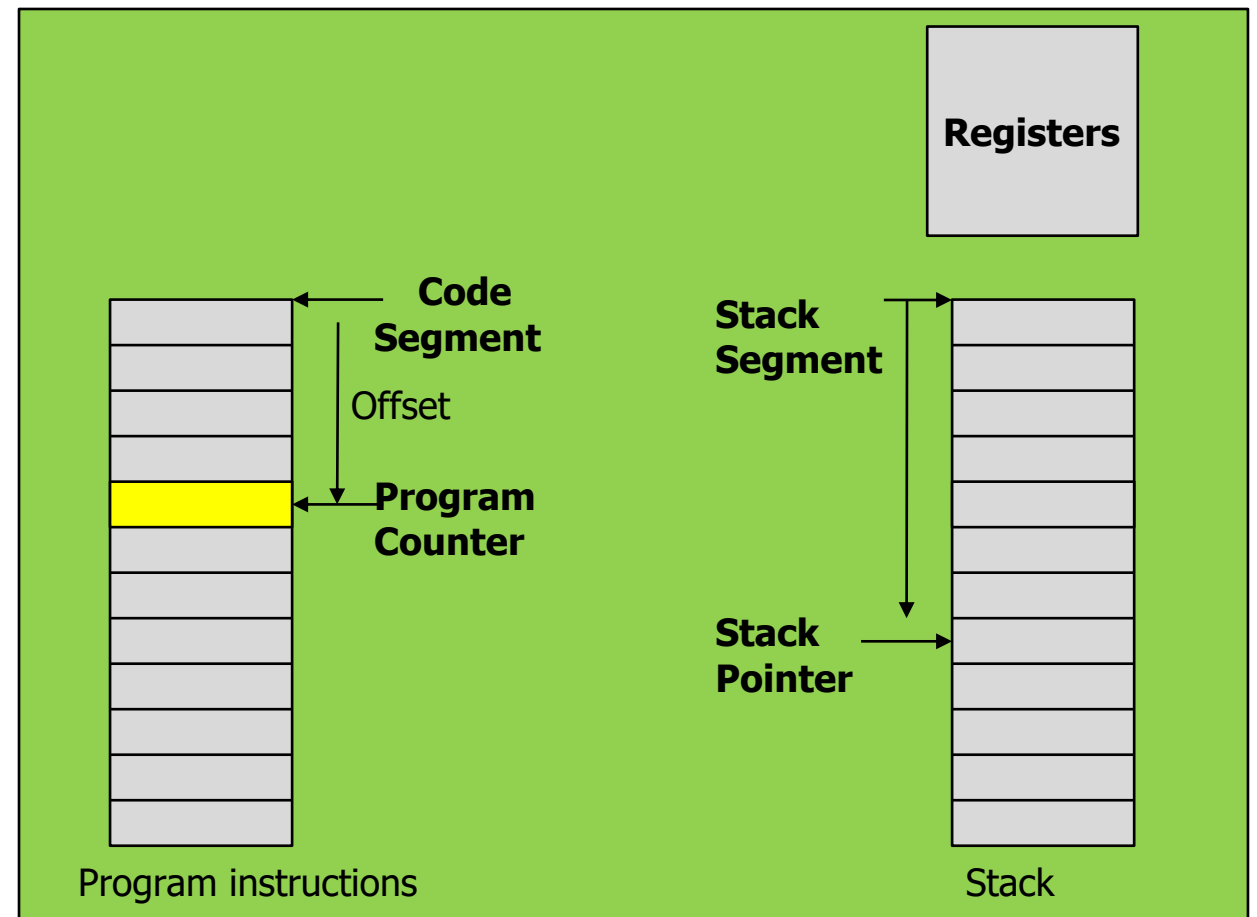 Registers
Code
Segment
Offset
Program
Counter
Stack
Segment
Stack
Pointer
Program instructions
Stack